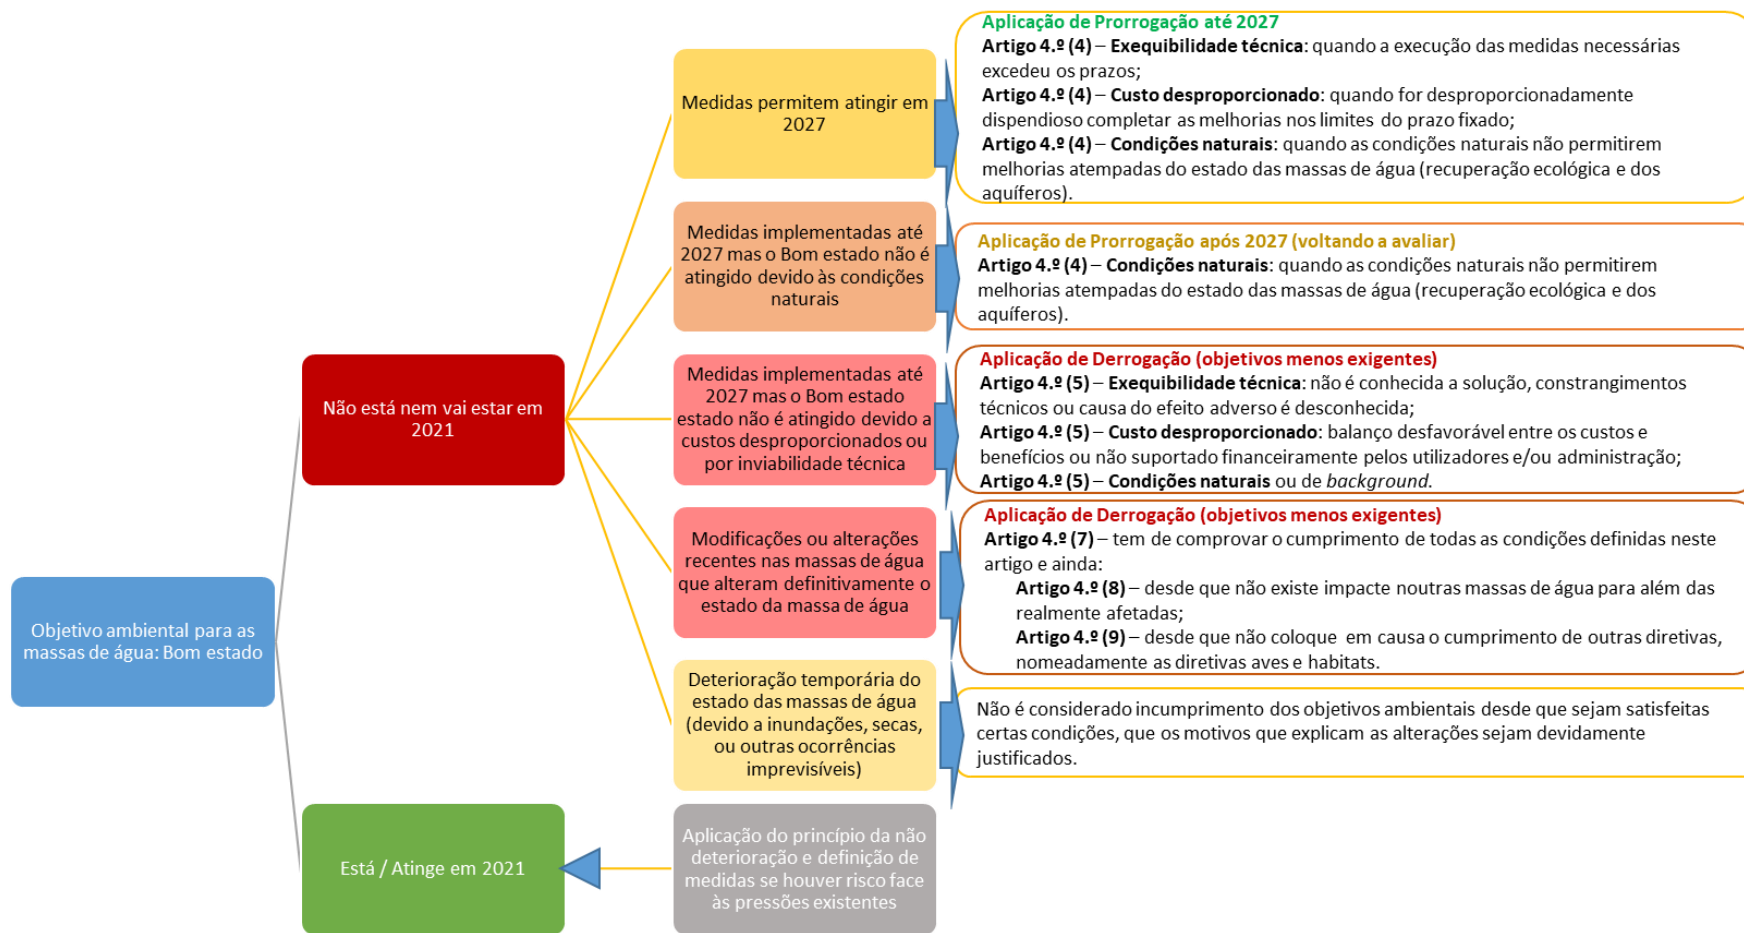 Objetivo ambiental para as
massas de água: Bom estado
Não está nem vai estar em
2021
Medidas permitem atingir em
2027
Aplicação de Prorrogação até 2027
Artigo 4.º (4) – Exequibilidade técnica: quando a execução das medidas necessárias
excedeu os prazos;
Artigo 4.º (4) – Custo desproporcionado: quando for desproporcionadamente
dispendioso completar as melhorias nos limites do prazo fixado;
Artigo 4.º (4) – Condições naturais: quando as condições naturais não permitirem
melhorias atempadas do estado das massas de água (recuperação ecológica e dos
aquíferos).
Medidas implementadas até
2027 mas o Bom estado não é
atingido devido às condições
naturais
Aplicação de Prorrogação após 2027 (voltando a avaliar)
Artigo 4.º (4) – Condições naturais: quando as condições naturais não permitirem
melhorias atempadas do estado das massas de água (recuperação ecológica e dos
aquíferos).
Medidas implementadas até
2027 mas o Bom estado
estado não é atingido devido a
custos desproporcionados ou
por inviabilidade técnica
Aplicação de Derrogação (objetivos menos exigentes)
Artigo 4.º (5) – Exequibilidade técnica: não é conhecida a solução, constrangimentos
técnicos ou causa do efeito adverso é desconhecida;
Artigo 4.º (5) – Custo desproporcionado: balanço desfavorável entre os custos e
benefícios ou não suportado financeiramente pelos utilizadores e/ou administração;
Artigo 4.º (5) – Condições naturais ou de background.
Modificações ou alterações
recentes nas massas de água
que alteram definitivamente o
estado da massa de água
Aplicação de Derrogação (objetivos menos exigentes)
Artigo 4.º (7) – tem de comprovar o cumprimento de todas as condições definidas neste
artigo e ainda:
Artigo 4.º (8) – desde que não existe impacte noutras massas de água para além das
realmente afetadas;
Artigo 4.º (9) – desde que não coloque em causa o cumprimento de outras diretivas,
nomeadamente as diretivas aves e habitats.
Deterioração temporária do
estado das massas de água
(devido a inundações, secas,
ou outras ocorrências
imprevisíveis)
Não é considerado incumprimento dos objetivos ambientais desde que sejam satisfeitas
certas condições, que os motivos que explicam as alterações sejam devidamente
justificados.
Está / Atinge em 2021
Aplicação do princípio da não
deterioração e definição de
medidas se houver risco face
às pressões existentes